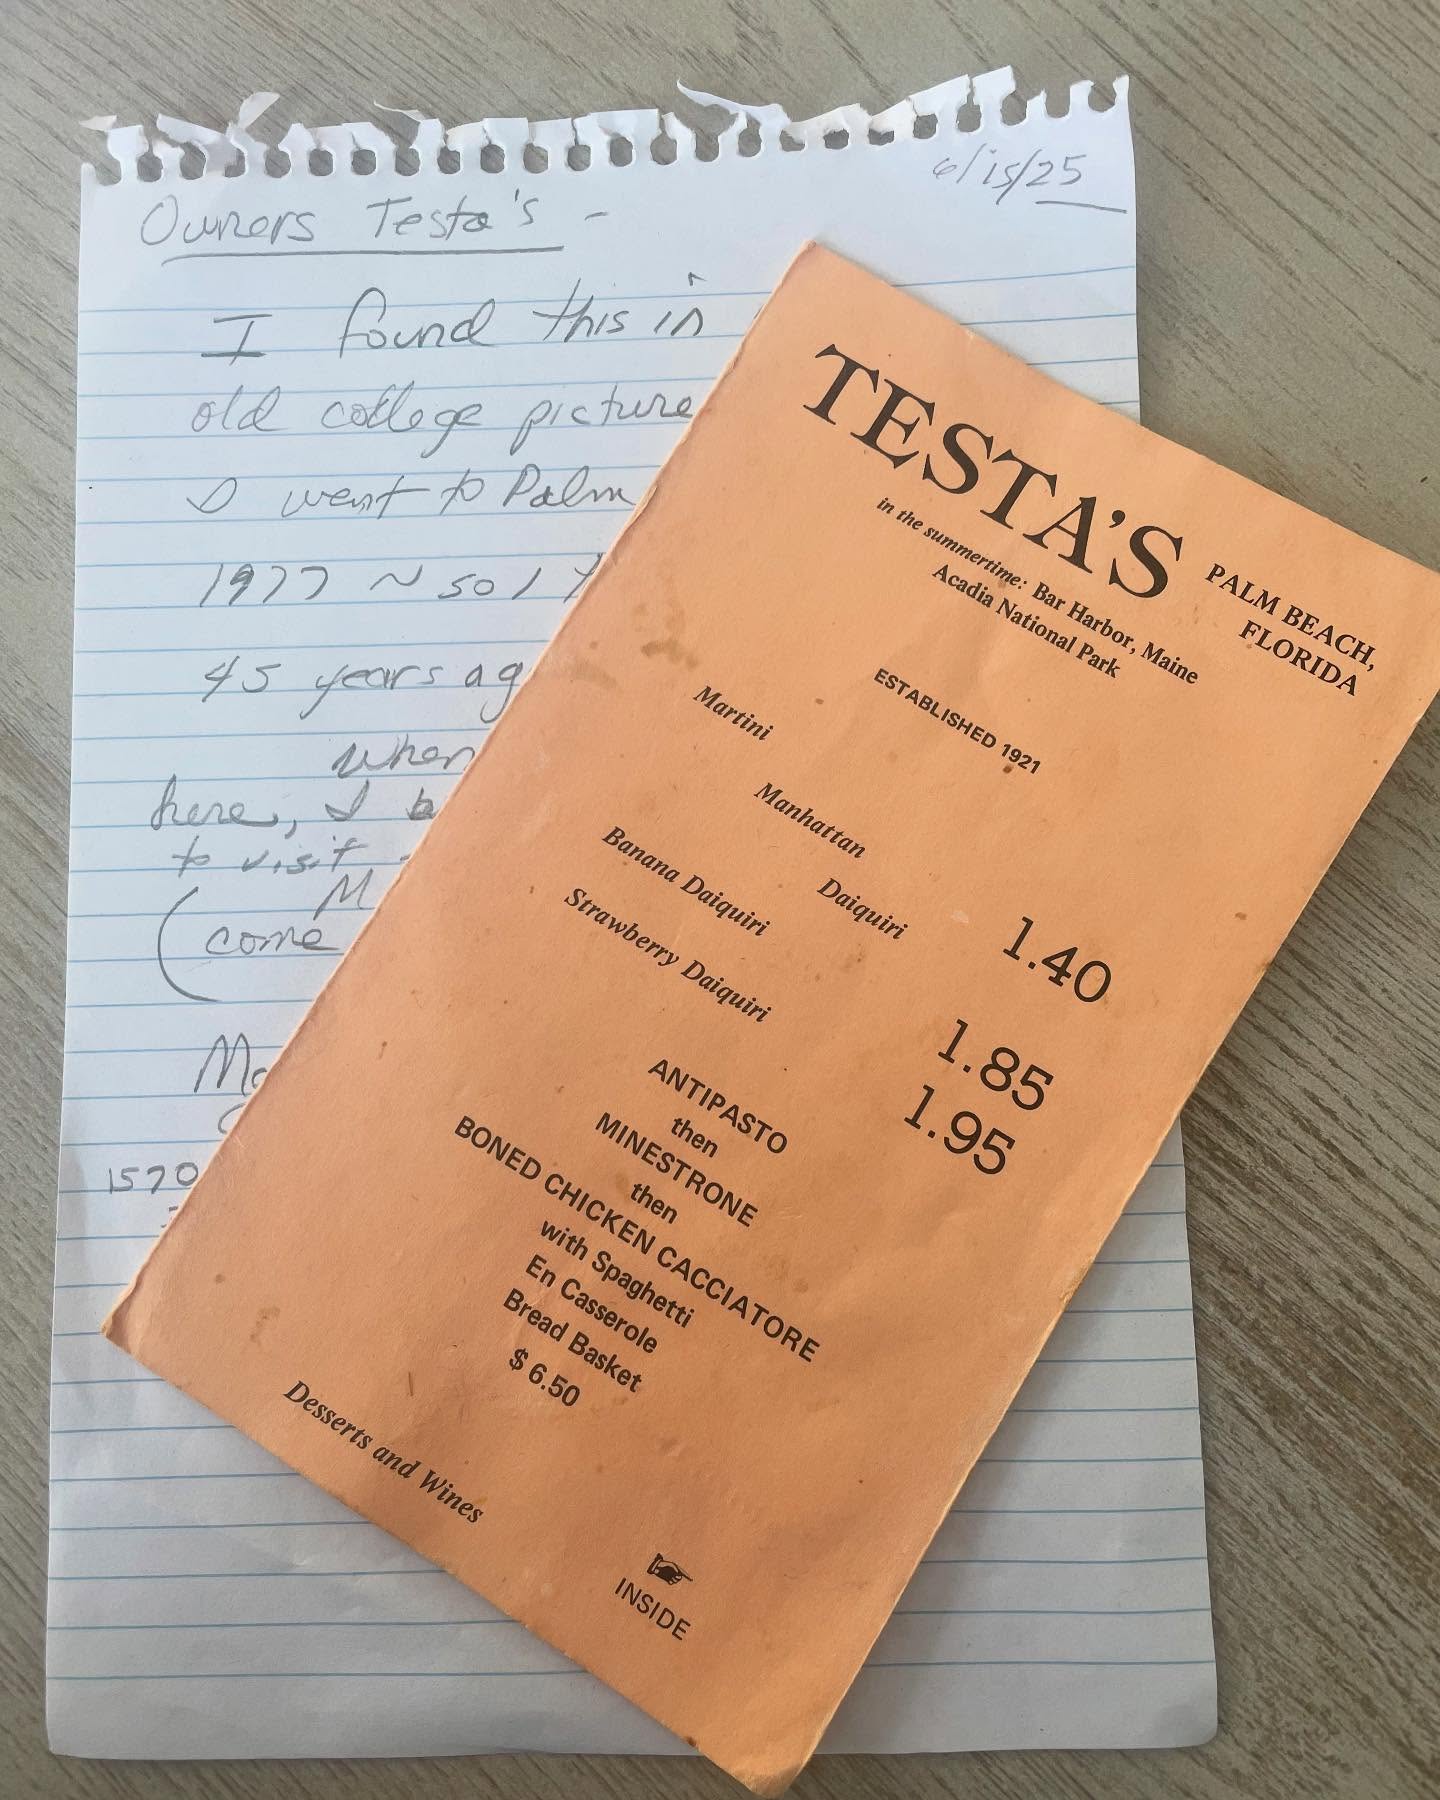 6/15/25
Owners Testa's -
I found this in
old college picture
I went to Palm
1977 ~ so
45 years ag
when
here, I
to visit
(come
1570
TESTA'S
PALM BEACH,
FLORIDA
in the summertime: Bar Harbor, Maine
Acadia National Park
ESTABLISHED 1921
Martini
Manhattan
Daiquiri 1.40
Banana Daiquiri 1.85
Strawberry Daiquiri 1.95
ANTIPASTO
then
MINESTRONE
then
BONED CHICKEN CACCIATORE
with Spaghetti
En Casserole
Bread Basket
$ 6.50
Desserts and Wines
INSIDE